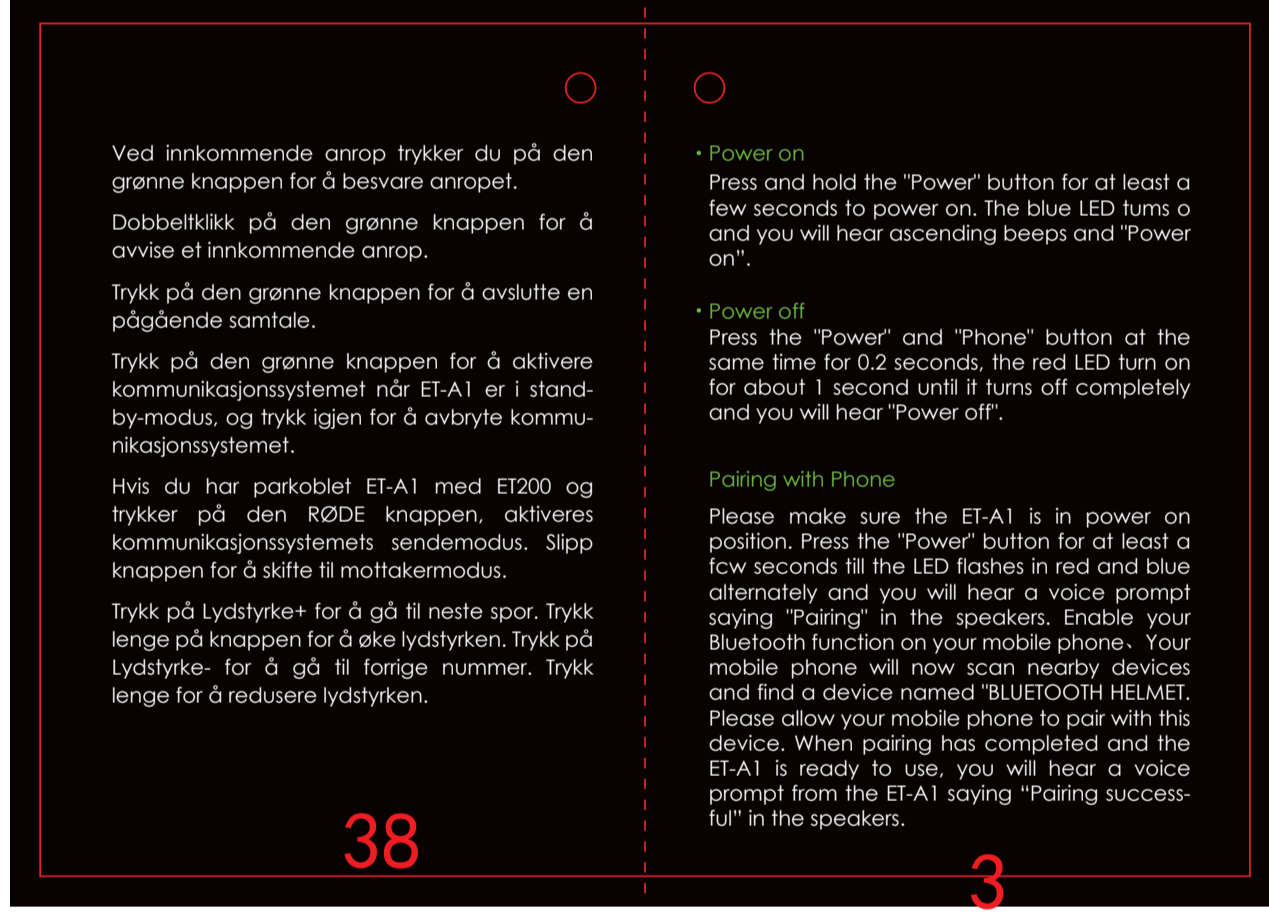 Ved innkommende anrop trykker du på den
grønne knappen for å besvare anropet.
Dobbeltklikk på den grønne knappen for å
avvise et innkommende anrop.
Trykk på den grønne knappen for å avslutte en
pågående samtale.
Trykk på den grønne knappen for å aktivere
kommunikasjonssystemet når ET-A1 er i stand-
by-modus, og trykk igjen for å avbryte kommu-
nikasjonssystemet.
Hvis du har parkoblet ET-A1 med ET200 og
trykker på den RØDE knappen, aktiveres
kommunikasjonssystemets sendemodus. Slipp
knappen for å skifte til mottakermodus.
Trykk på Lydstyrke+ for å gå til neste spor. Trykk
lenge på knappen for å øke lydstyrken. Trykk på
Lydstyrke- for å gå til forrige nummer. Trykk
lenge for å redusere lydstyrken.
38
• Power on
Press and hold the "Power" button for at least a
few seconds to power on. The blue LED tums o
and you will hear ascending beeps and "Power
on”.
• Power off
Press the "Power" and "Phone" button at the
same time for 0.2 seconds, the red LED turn on
for about 1 second until it turns off completely
and you will hear "Power off".
Pairing with Phone
Please make sure the ET-A1 is in power on
position. Press the "Power" button for at least a
fcw seconds till the LED flashes in red and blue
alternately and you will hear a voice prompt
saying "Pairing" in the speakers. Enable your
Bluetooth function on your mobile phone、Your
mobile phone will now scan nearby devices
and find a device named "BLUETOOTH HELMET.
Please allow your mobile phone to pair with this
device. When pairing has completed and the
ET-A1 is ready to use, you will hear a voice
prompt from the ET-A1 saying “Pairing success-
ful” in the speakers.
3